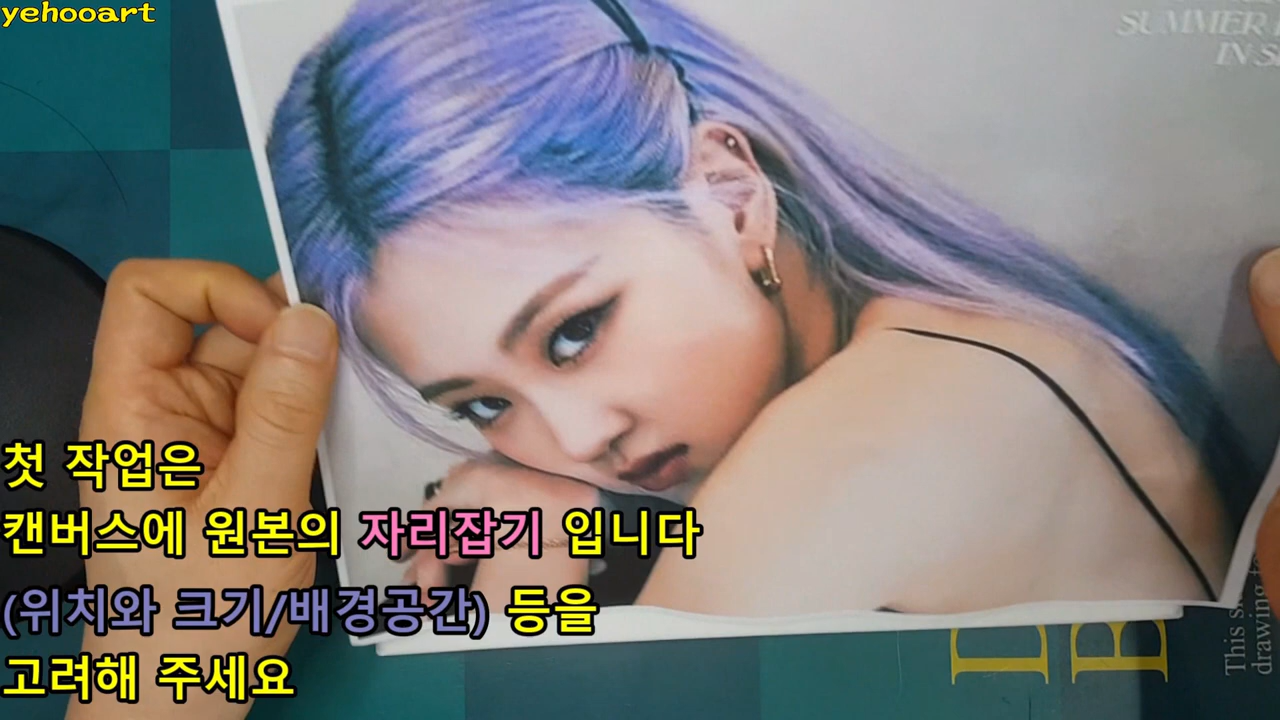 yehooart
SUMMER
IN S
첫 작업은
캔버스에 원본의 자리잡기 입니다
(위치와 크기/배경공간) 등을
고려해 주세요
This s
drawing